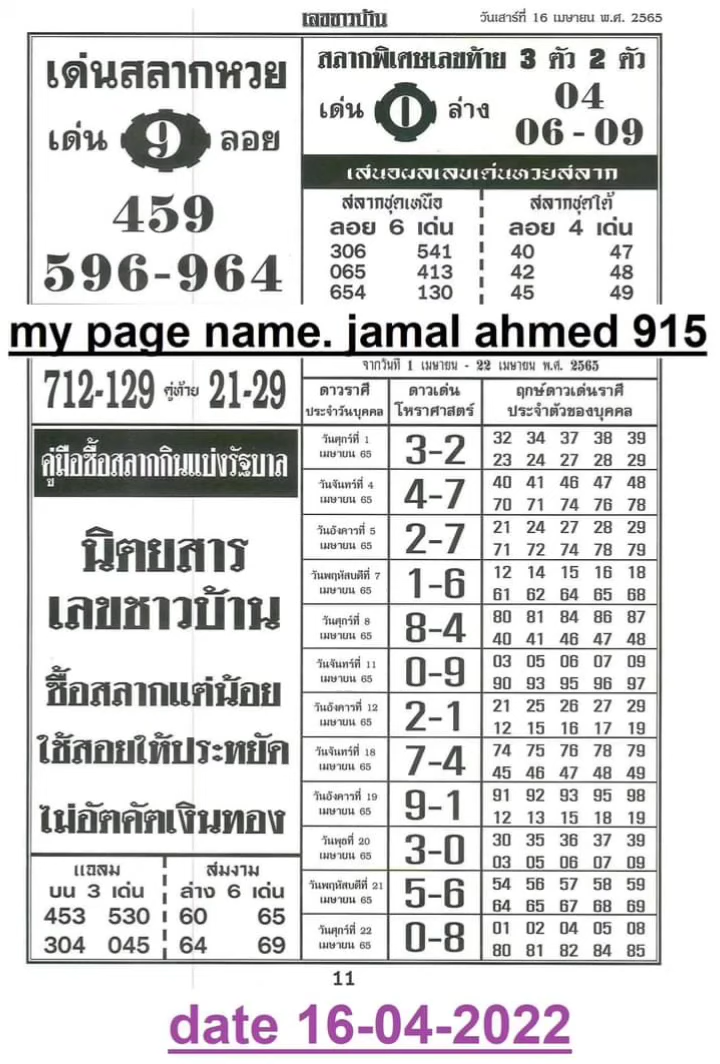 เลขชาวบ้าน
วันเสาร์ที่ 16 เมษายน พ.ศ. 2565
เด่นสลากหวย
เด่น 9 ลอย
459
596-964
สลากพิเศษเลขท้าย 3 ตัว 2 ตัว
เด่น 1 ล่าง
04
06-09
เสนอผลเลขเด่นหวยสลาก
สลากชุดเหนือ
ลอย 6 เด่น
306 541
065 413
654 130
สลากชุดใต้
ลอย 4 เด่น
40 47
42 48
45 49
my page name. jamal ahmed 915
712-129 คู่ท้าย 21-29
คู่มือซื้อสลากกินแบ่งรัฐบาล
นิตยสาร
เลขชาวบ้าน
ซื้อสลากแต่น้อย
ใช้สอยให้ประหยัด
ไม่อัตคัตเงินทอง
แฉลม
บน 3 เด่น
453 530
304 045
สมงาม
ล่าง 6 เด่น
60 65
64 69
จากวันที่ 1 เมษายน - 22 เมษายน พ.ศ. 2565
ดาวราศี ดาวเด่น ฤกษ์ดาวเด่นราศี
ประจำวันบุคคล โหราศาสตร์ ประจำตัวของบุคคล
วันศุกร์ที่ 1 32 34 37 38 39
เมษายน 65 3-2 23 24 27 28 29
วันจันทร์ที่ 4 40 41 46 47 48
เมษายน 65 4-7 70 71 74 76 78
วันอังคารที่ 5 21 24 27 28 29
เมษายน 65 2-7 71 72 74 78 79
วันพฤหัสบดีที่ 7 12 14 15 16 18
เมษายน 65 1-6 61 62 64 65 68
วันศุกร์ที่ 8 80 81 84 86 87
เมษายน 65 8-4 40 41 46 47 48
วันจันทร์ที่ 11 03 05 06 07 09
เมษายน 65 0-9 90 93 95 96 97
วันอังคารที่ 12 21 25 26 27 29
เมษายน 65 2-1 12 15 16 17 19
วันจันทร์ที่ 18 74 75 76 78 79
เมษายน 65 7-4 45 46 47 48 49
วันอังคารที่ 19 91 92 93 95 98
เมษายน 65 9-1 12 13 15 18 19
วันพุธที่ 20 30 35 36 37 39
เมษายน 65 3-0 03 05 06 07 09
วันพฤหัสบดีที่ 21 54 56 57 58 59
เมษายน 65 5-6 64 65 67 68 69
วันศุกร์ที่ 22 01 02 04 05 08
เมษายน 65 0-8 80 81 82 84 85
11
date 16-04-2022